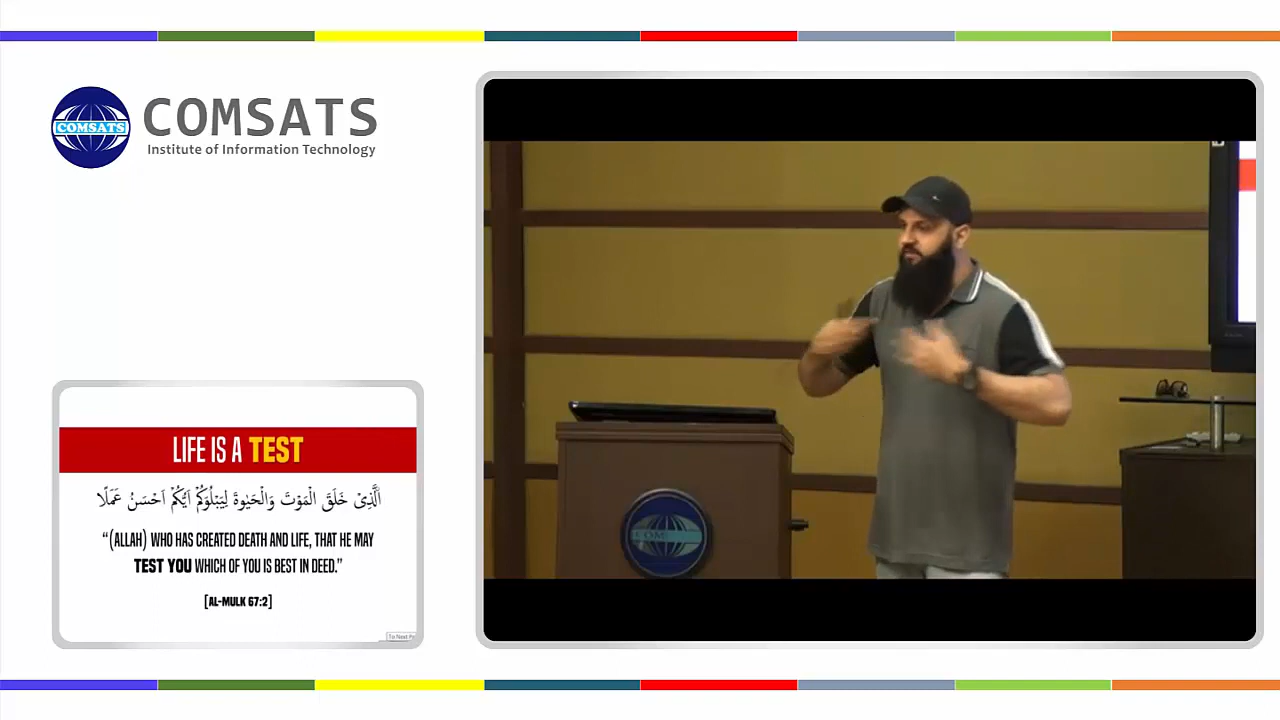 COMSATS
COMSATS
Institute of Information Technology
LIFE IS A TEST
الَّذِیْ خَلَقَ الْمَوْتَ وَالْحَیٰوةَ لِیَبْلُوَكُمْ اَیُّكُمْ اَحْسَنُ عَمَلًا
“(ALLAH) WHO HAS CREATED DEATH AND LIFE, THAT HE MAY
TEST YOU WHICH OF YOU IS BEST IN DEED.”
[AL-MULK 67:2]
COMS